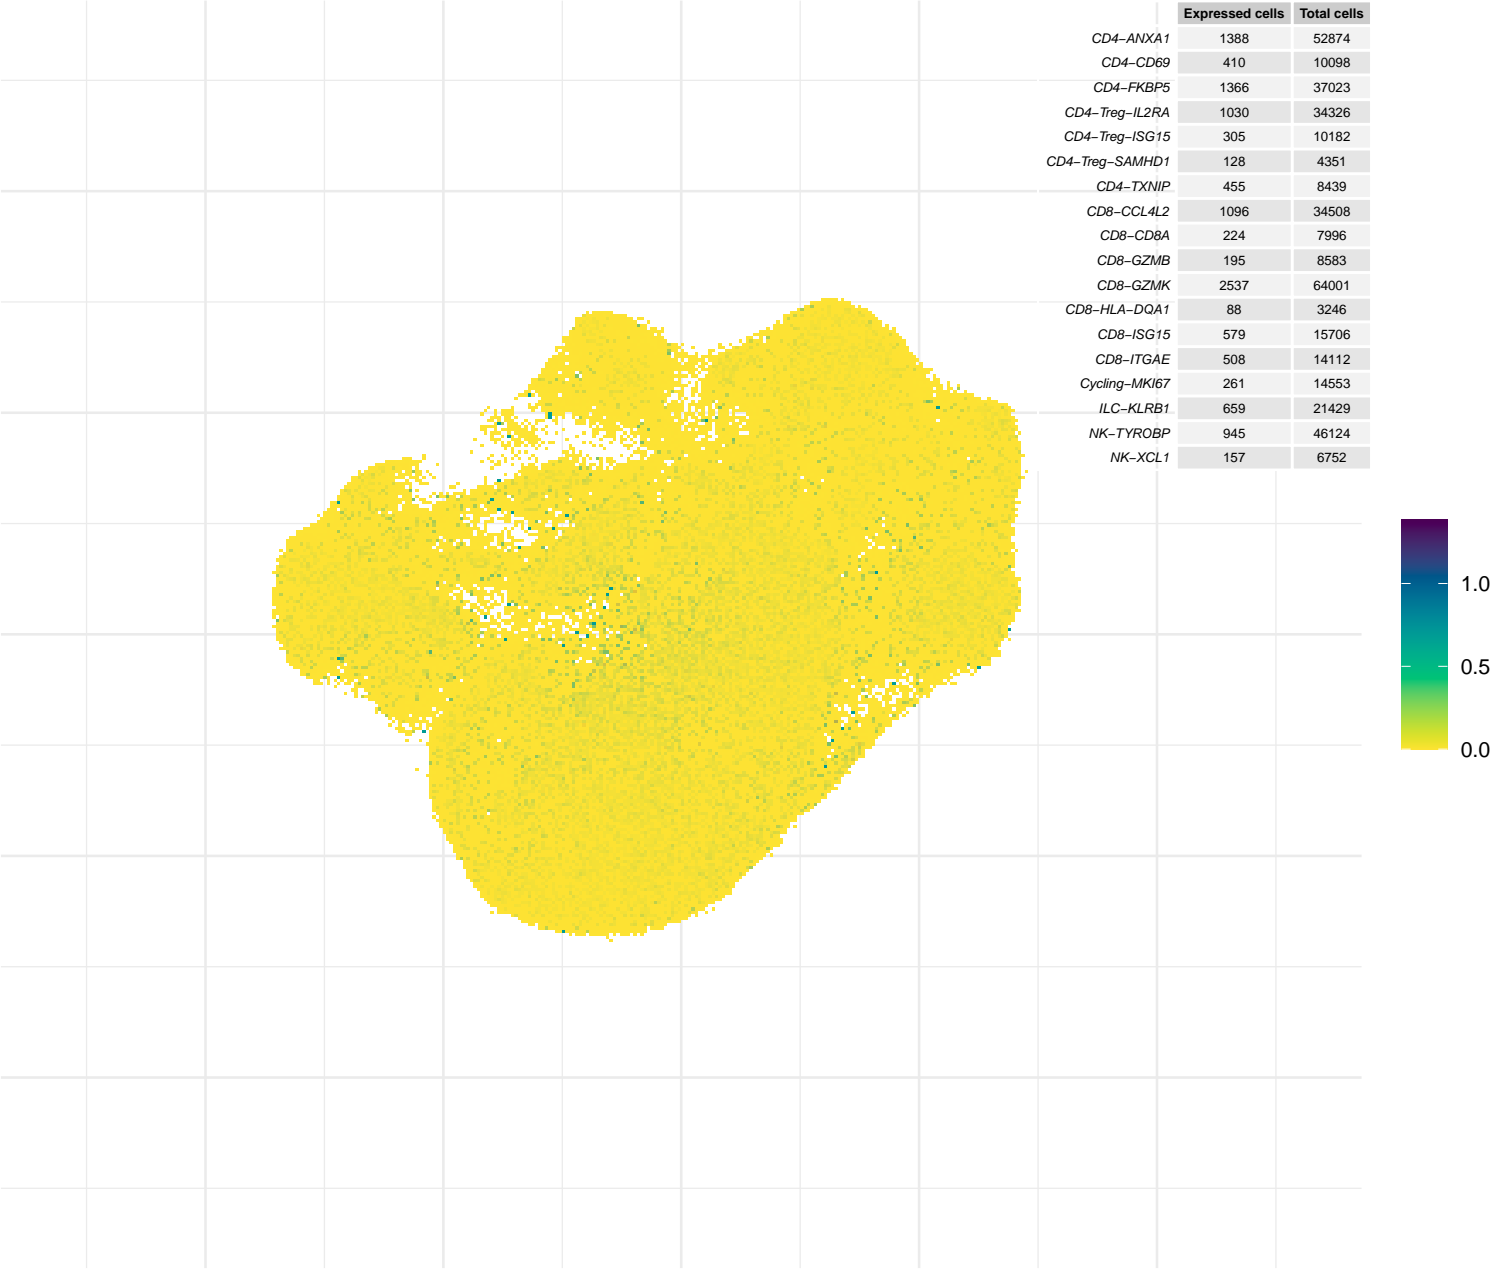 Expressed cells Total cells
CD4−ANXA1 1388 52874
CD4−CD69 410 10098
CD4−FKBP5 1366 37023
CD4−Treg−IL2RA 1030 34326
CD4−Treg−ISG15 305 10182
CD4−Treg−SAMHD1 128 4351
CD4−TXNIP 455 8439
CD8−CCL4L2 1096 34508
CD8−CD8A 224 7996
CD8−GZMB 195 8583
CD8−GZMK 2537 64001
CD8−HLA−DQA1 88 3246
CD8−ISG15 579 15706
CD8−ITGAE 508 14112
Cycling−MKI67 261 14553
ILC−KLRB1 659 21429
NK−TYROBP 945 46124
NK−XCL1 157 6752
1.0
0.5
0.0